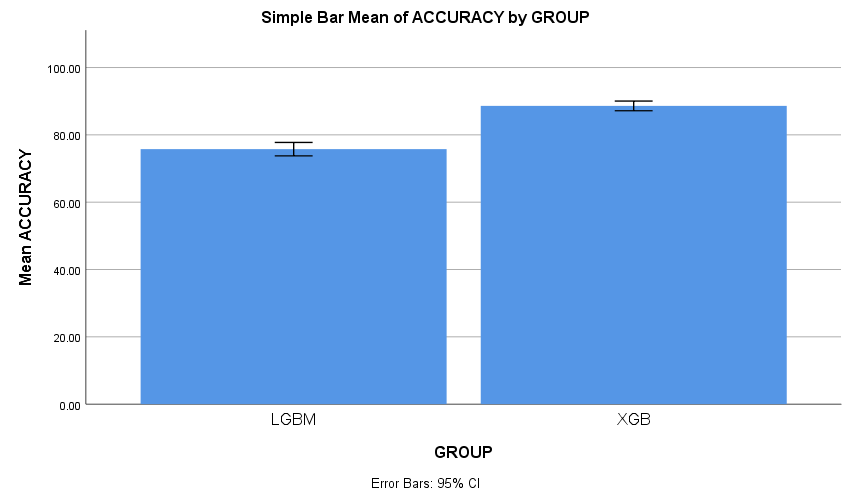 Simple Bar Mean of ACCURACY by GROUP
Mean ACCURACY
100.00
80.00
60.00
40.00
20.00
0.00
LGBM XGB
GROUP
Error Bars: 95% CI